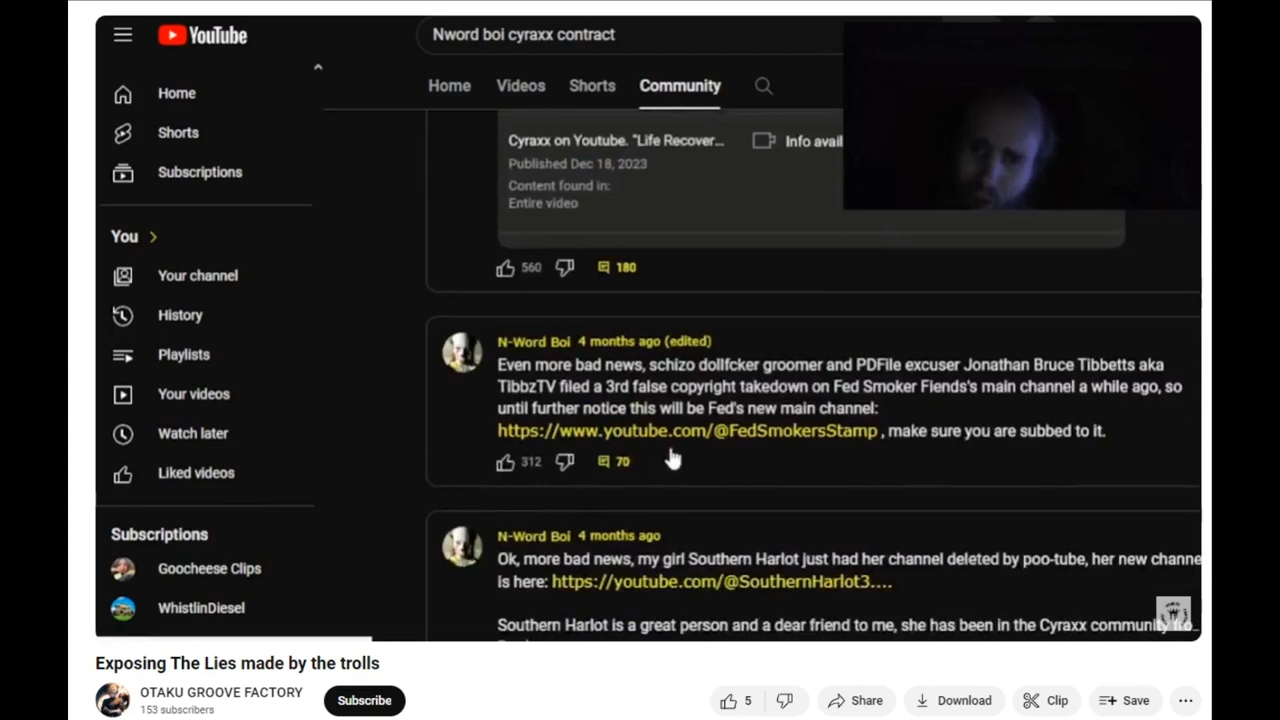 YouTube
Nword boi cyraxx contract
Home
Shorts
Subscriptions
You
Your channel
History
Playlists
Your videos
Watch later
Liked videos
Subscriptions
Goocheese Clips
WhistlinDiesel
Home Videos Shorts Community
Cyraxx on Youtube. "Life Recover...
Info avail
Published Dec 18, 2023
Content found in:
Entire video
560 180
N-Word Boi 4 months ago (edited)
Even more bad news, schizo dollfcker groomer and PDFile excuser Jonathan Bruce Tibbetts aka
TibbzTV filed a 3rd false copyright takedown on Fed Smoker Fiends's main channel a while ago, so
until further notice this will be Fed's new main channel:
https://www.youtube.com/@FedSmokersStamp , make sure you are subbed to it.
312 70
N-Word Boi 4 months ago
Ok, more bad news, my girl Southern Harlot just had her channel deleted by poo-tube, her new channe
is here: https://youtube.com/@SouthernHarlot3....
Southern Harlot is a great person and a dear friend to me, she has been in the Cyraxx community
Exposing The Lies made by the trolls
OTAKU GROOVE FACTORY
153 subscribers
Subscribe
5 Share Download Clip Save